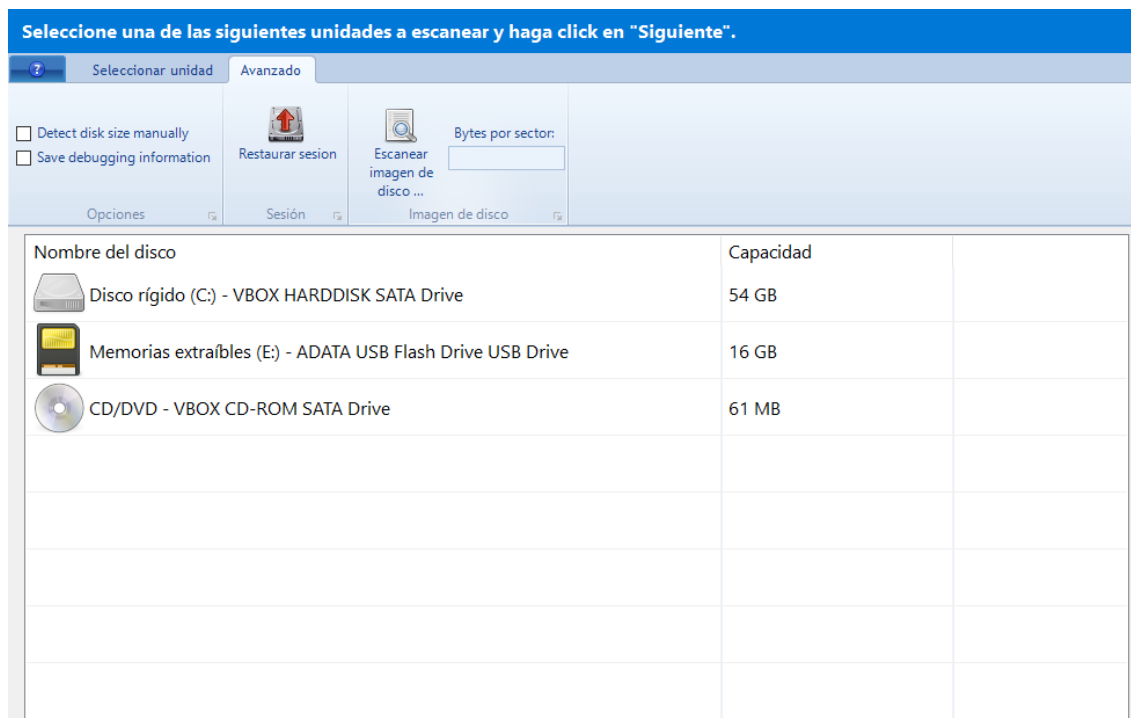 Seleccione una de las siguientes unidades a escanear y haga click en "Siguiente".
?
Seleccionar unidad
Avanzado
Detect disk size manually
Save debugging information
Opciones
Restaurar sesion
Sesión
Escanear
imagen de
disco ...
Bytes por sector:
Imagen de disco
Nombre del disco Capacidad
Disco rígido (C:) - VBOX HARDDISK SATA Drive 54 GB
Memorias extraíbles (E:) - ADATA USB Flash Drive USB Drive 16 GB
CD/DVD - VBOX CD-ROM SATA Drive 61 MB